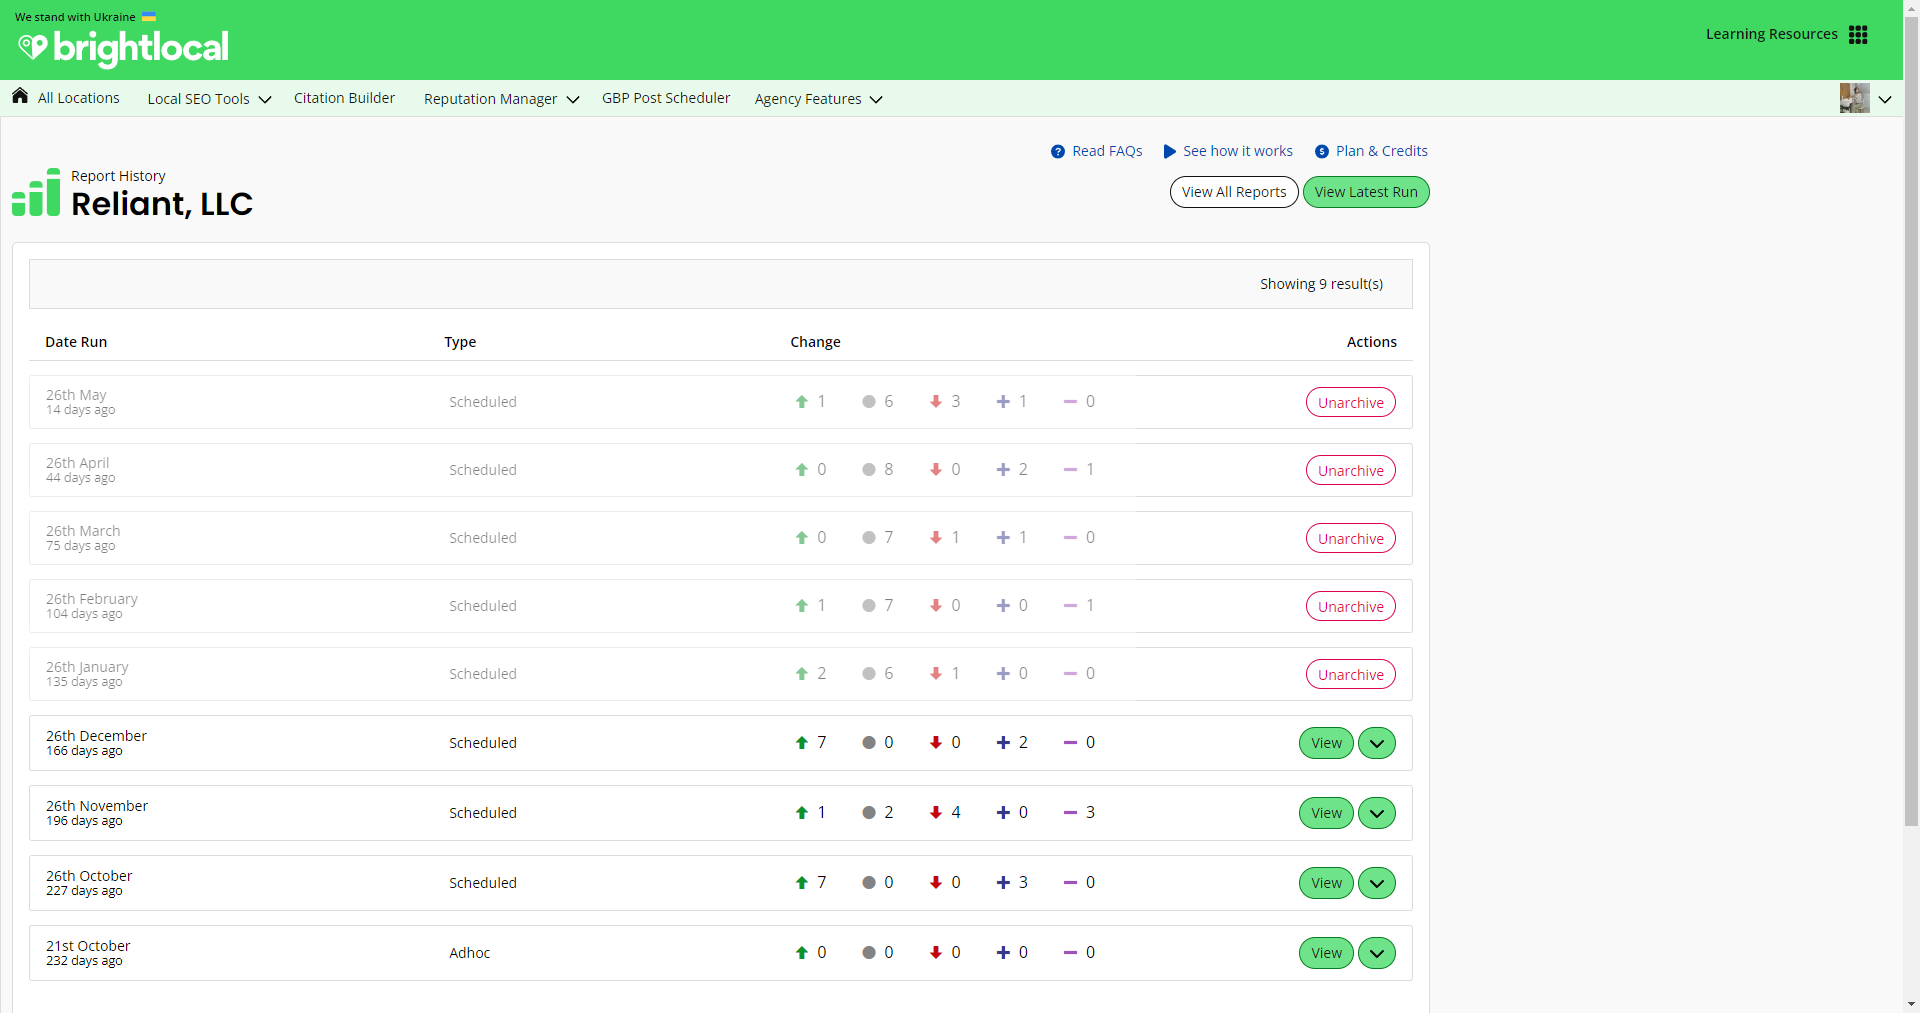 We stand with Ukraine
brightlocal
Learning Resources
All Locations Local SEO Tools Citation Builder Reputation Manager GBP Post Scheduler Agency Features
Read FAQs See how it works Plan & Credits
Report History
Reliant, LLC
View All Reports View Latest Run
Showing 9 result(s)
Date Run Type Change Actions
26th May
14 days ago
Scheduled 1 6 3 1 0 Unarchive
26th April
44 days ago
Scheduled 0 8 0 2 1 Unarchive
26th March
75 days ago
Scheduled 0 7 1 1 0 Unarchive
26th February
104 days ago
Scheduled 1 7 0 0 1 Unarchive
26th January
135 days ago
Scheduled 2 6 1 0 0 Unarchive
26th December
166 days ago
Scheduled 7 0 0 2 0 View
26th November
196 days ago
Scheduled 1 2 4 0 3 View
26th October
227 days ago
Scheduled 7 0 0 3 0 View
21st October
232 days ago
Adhoc 0 0 0 0 0 View